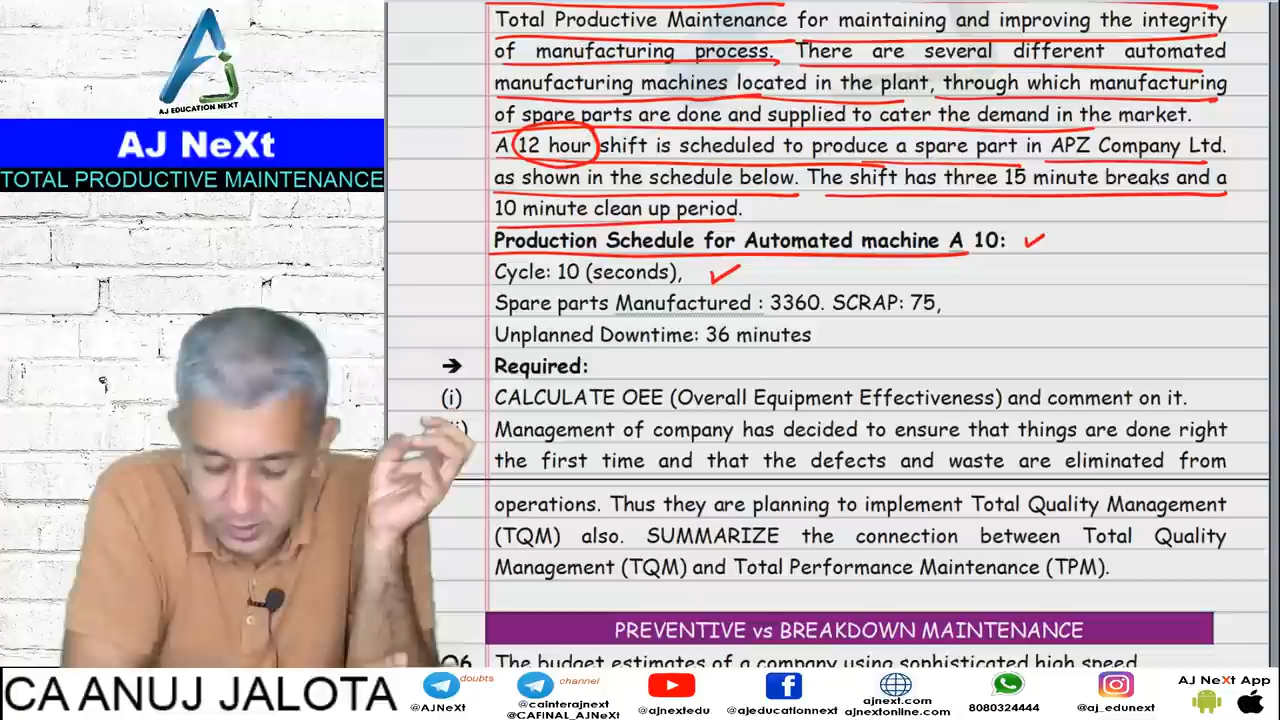 AJ EDUCATION NEXT
AJ NeXt
TOTAL PRODUCTIVE MAINTENANCE
Total Productive Maintenance for maintaining and improving the integrity
of manufacturing process. There are several different automated
manufacturing machines located in the plant, through which manufacturing
of spare parts are done and supplied to cater the demand in the market.
A 12 hour shift is scheduled to produce a spare part in APZ Company Ltd.
as shown in the schedule below. The shift has three 15 minute breaks and a
10 minute clean up period.
Production Schedule for Automated machine A 10:
Cycle: 10 (seconds),
Spare parts Manufactured : 3360. SCRAP: 75,
Unplanned Downtime: 36 minutes
➔ Required:
(i) CALCULATE OEE (Overall Equipment Effectiveness) and comment on it.
Management of company has decided to ensure that things are done right
the first time and that the defects and waste are eliminated from
operations. Thus they are planning to implement Total Quality Management
(TQM) also. SUMMARIZE the connection between Total Quality
Management (TQM) and Total Performance Maintenance (TPM).
PREVENTIVE vs BREAKDOWN MAINTENANCE
The budget estimates of a company using sophisticated high speed
CA ANUJ JALOTA
doubts
@AJNeXt
channel
@cainterajnext
@CAFINAL_AJNeXt
@ajnextedu
@ajeducationnext
ajnext.com
ajnextonline.com
8080324444
@aj_edunext
AJ NeXt App